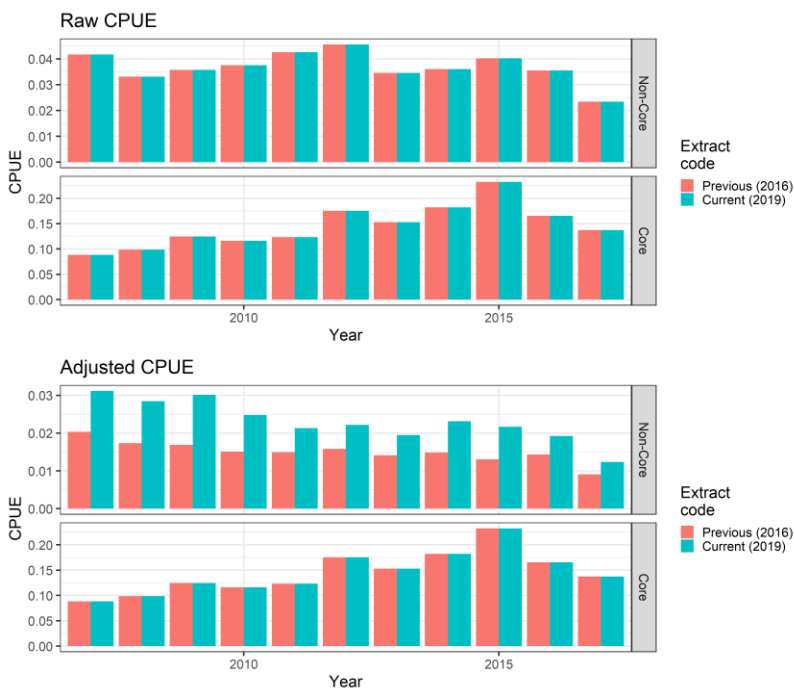 Raw CPUE
0.04
0.03
0.02
0.01
0.00
Non-Core
0.20
0.15
0.10
0.05
0.00
Core
CPUE
2010
2015
Year
Extract
code
Previous (2016)
Current (2019)
Adjusted CPUE
0.03
0.02
0.01
0.00
Non-Core
0.20
0.15
0.10
0.05
0.00
Core
CPUE
2010
2015
Year
Extract
code
Previous (2016)
Current (2019)